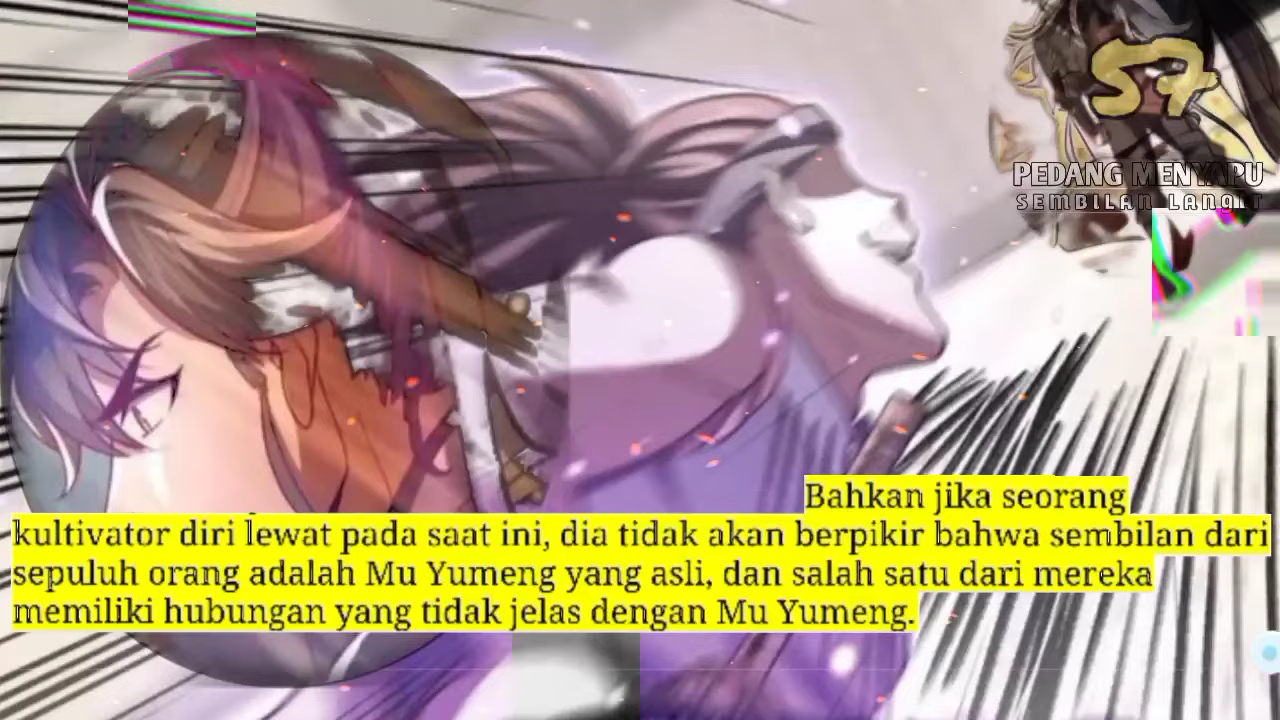 57
PEDANG MENYAPU
SEMBILAN LANGIT
Bahkan jika seorang
kultivator diri lewat pada saat ini, dia tidak akan berpikir bahwa sembilan dari
sepuluh orang adalah Mu Yumeng yang asli, dan salah satu dari mereka
memiliki hubungan yang tidak jelas dengan Mu Yumeng.